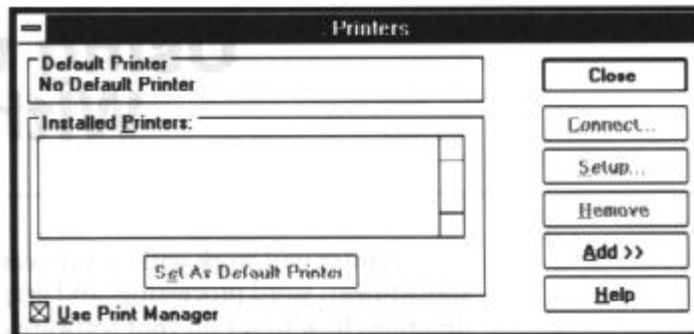 Printers
Default Printer
No Default Printer
Installed Printers:
Set As Default Printer
Use Print Manager
Close
Connect...
Setup...
Remove
Add >>
Help